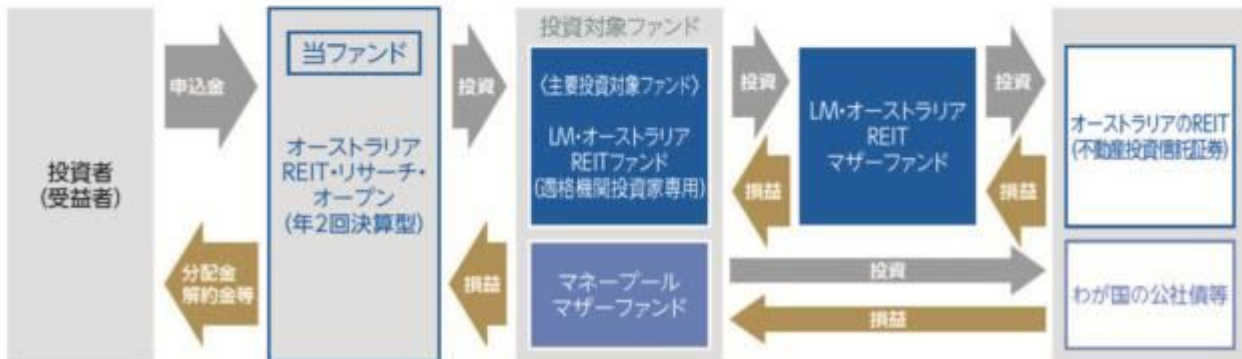 投資者
(受益者)
申込金
分配金
解約金等
当ファンド
オーストラリア
REIT・リサーチ・
オープン
(年2回決算型)
投資
損益
投資対象ファンド
〈主要投資対象ファンド〉
LM・オーストラリア
REITファンド
(適格機関投資家専用)
マネープール
マザーファンド
投資
損益
LM・オーストラリア
REIT
マザーファンド
投資
損益
投資
損益
オーストラリアのREIT
(不動産投資信託証券)
わが国の公社債等